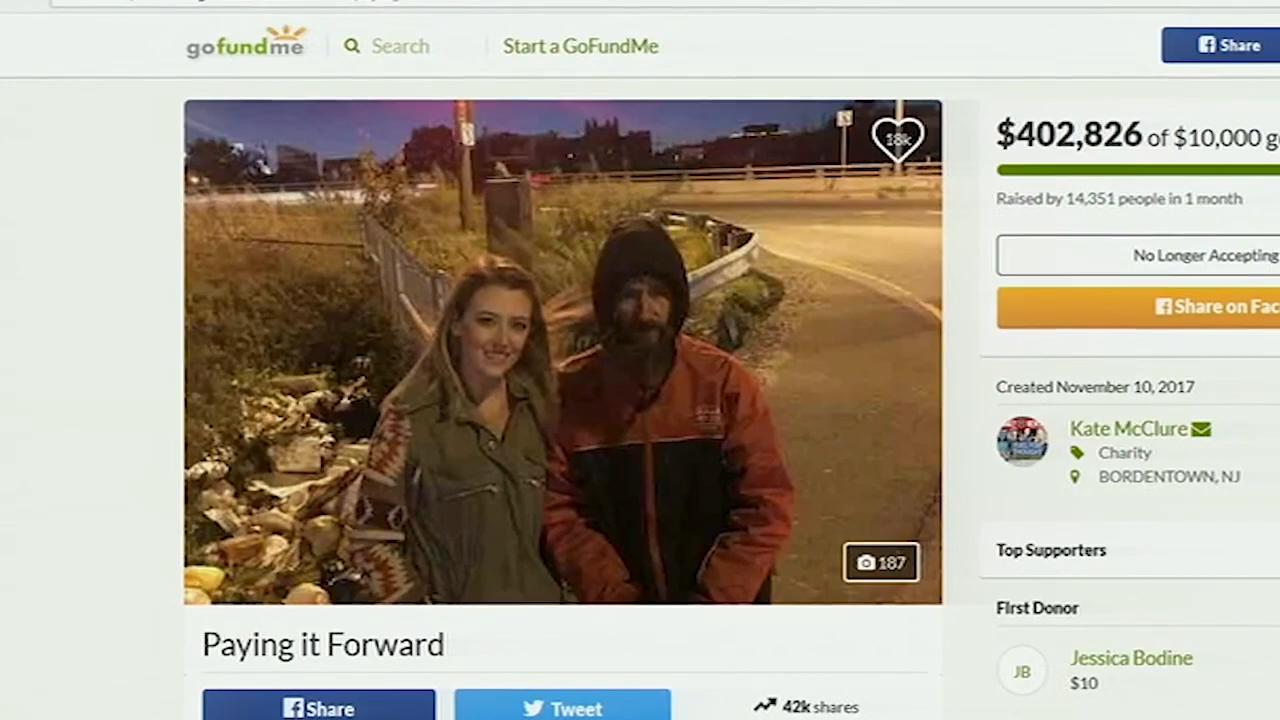 gofundme
Search
Start a GoFundMe
Share
18k
$402,826 of $10,000 g
Raised by 14,351 people in 1 month
No Longer Accepting
Share on Fac
Created November 10, 2017
Kate McClure
Charity
BORDENTOWN, NJ
187
Top Supporters
First Donor
Paying it Forward
JB
Jessica Bodine
$10
Share
Tweet
42k shares